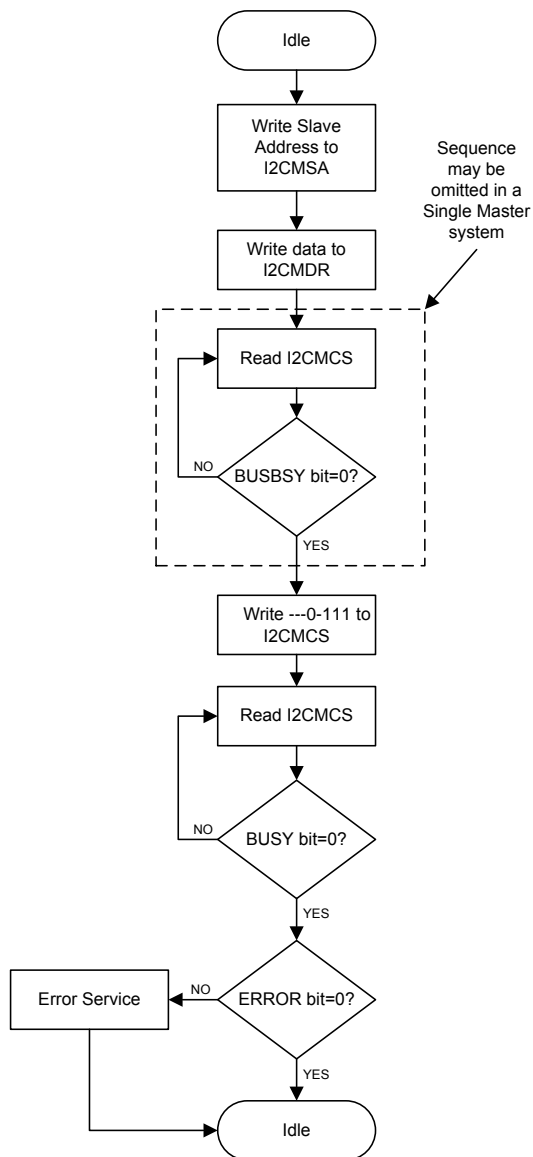 Idle
Write Slave
Address to
I2CMSA
Sequence
may be
omitted in a
Single Master
system
Write data to
I2CMDR
Read I2CMCS
NO
BUSBSY bit=0?
YES
Write ---0-111 to
I2CMCS
Read I2CMCS
NO
BUSY bit=0?
YES
Error Service
NO
ERROR bit=0?
YES
Idle